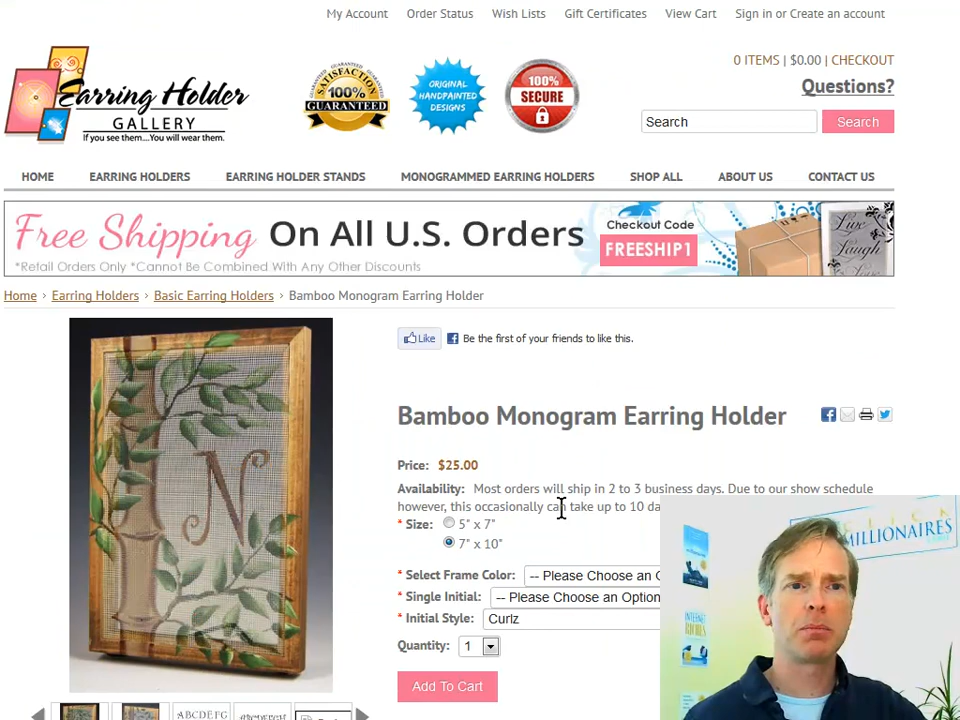 My Account Order Status Wish Lists Gift Certificates View Cart Sign in or Create an account
0 ITEMS | $0.00 | CHECKOUT
Questions?
Earring Holder
GALLERY
If you see them....You will wear them.
SATISFACTION
100%
GUARANTEED
GUARANTEE
ORIGINAL
HANDPAINTED
DESIGNS
100%
SECURE
Search Search
HOME EARRING HOLDERS EARRING HOLDER STANDS MONOGRAMMED EARRING HOLDERS SHOP ALL ABOUT US CONTACT US
Free Shipping On All U.S. Orders
Checkout Code
FREESHIP1
*Retail Orders Only *Cannot Be Combined With Any Other Discounts
Live
Laugh
Home › Earring Holders › Basic Earring Holders › Bamboo Monogram Earring Holder
Like Be the first of your friends to like this.
N
Bamboo Monogram Earring Holder
Price: $25.00
Availability: Most orders will ship in 2 to 3 business days. Due to our show schedule
however, this occasionally can take up to 10 da
* Size: 5" x 7"
7" x 10"
* Select Frame Color: -- Please Choose an O
* Single Initial: -- Please Choose an Option
* Initial Style: Curlz
Quantity: 1
Add To Cart
ABCDEFG
CLICK
MILLIONAIRES
INTERNET
RICHES